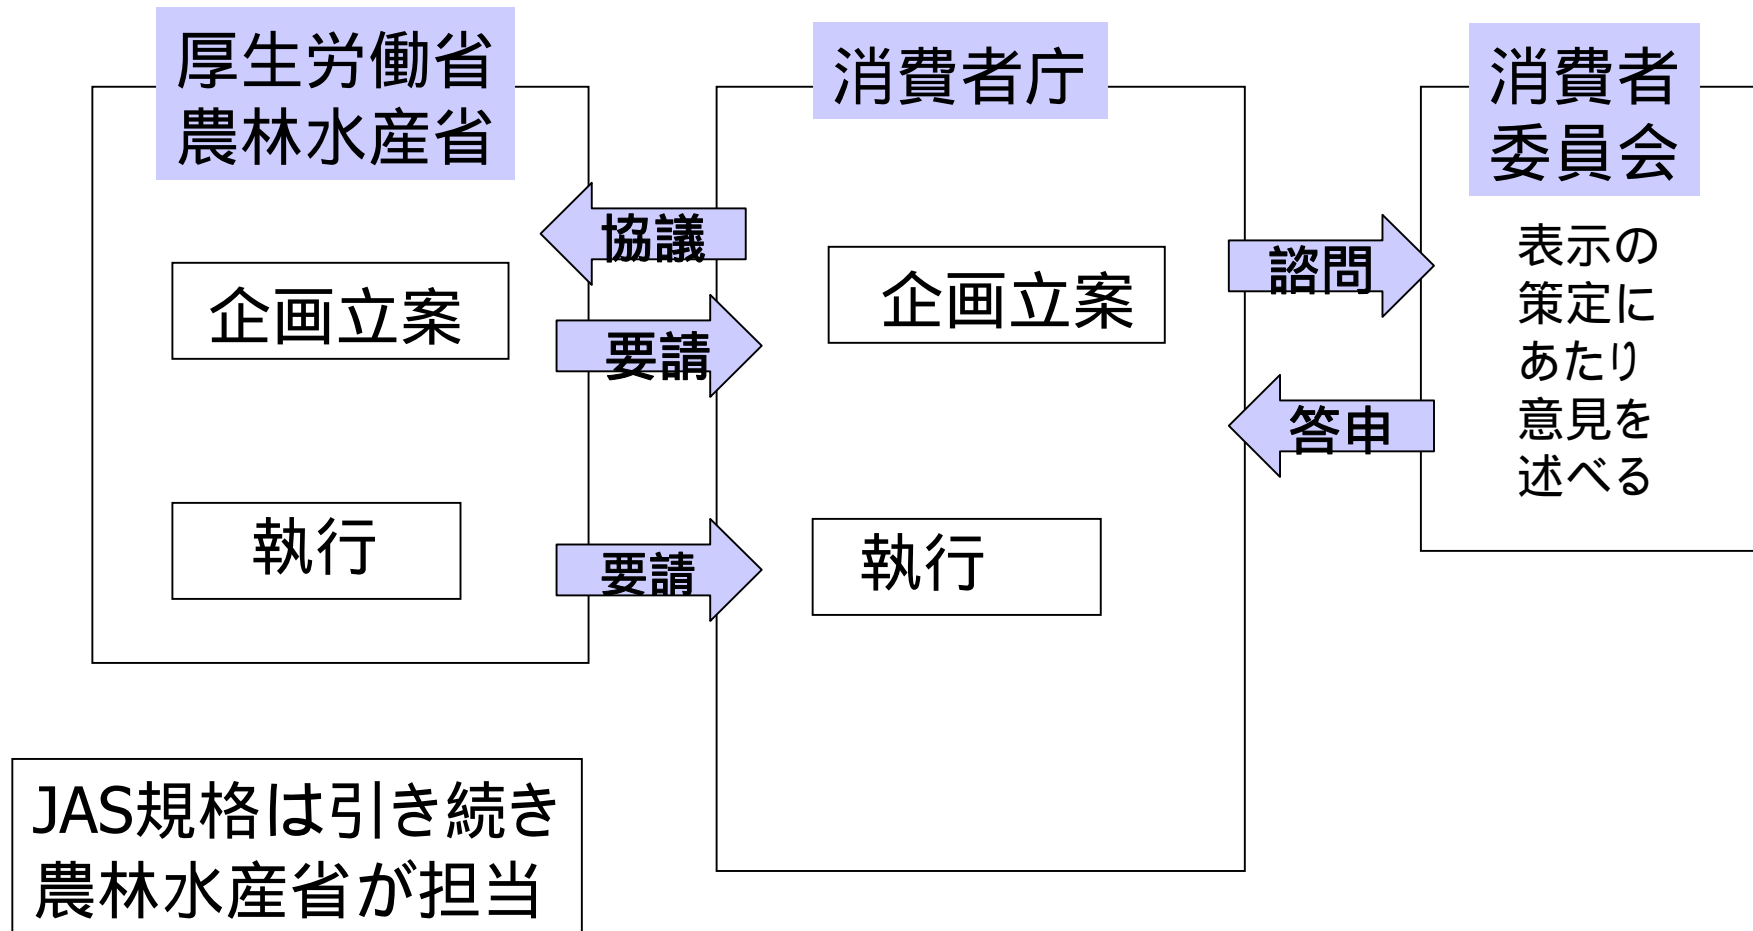 厚生労働省
農林水産省
協議
企画立案
要請
執行
要請
消費者庁
企画立案
執行
諮問
答申
消費者
委員会
表示の
策定に
あたり
意見を
述べる
JAS規格は引き続き
農林水産省が担当